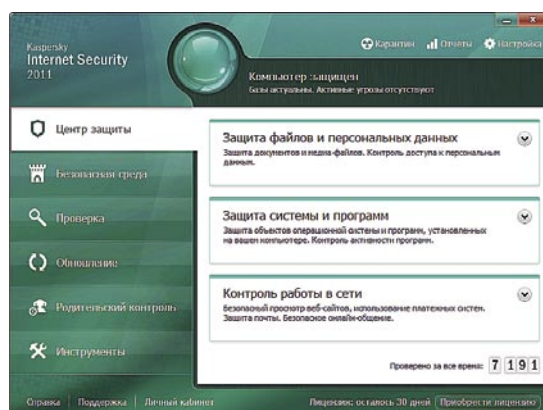 Kaspersky
Internet Security
2011
Карантин Отчеты Настройка
Компьютер защищен
Базы актуальны. Активные угрозы отсутствуют
Центр защиты
Безопасная среда
Проверка
Обновление
Родительский контроль
Инструменты
Защита файлов и персональных данных
Защита документов и медиа-файлов. Контроль доступа к персональным
данным.
Защита системы и программ
Защита объектов операционной системы и программ, установленных
на вашем компьютере. Контроль активности программ.
Контроль работы в сети
Безопасный просмотр веб-сайтов, использование платежных систем.
Защита почты. Безопасное онлайн-общение.
Проверено за все время: 7 191
Справка Поддержка Личный кабинет
Лицензия: осталось 30 дней Приобрести лицензию